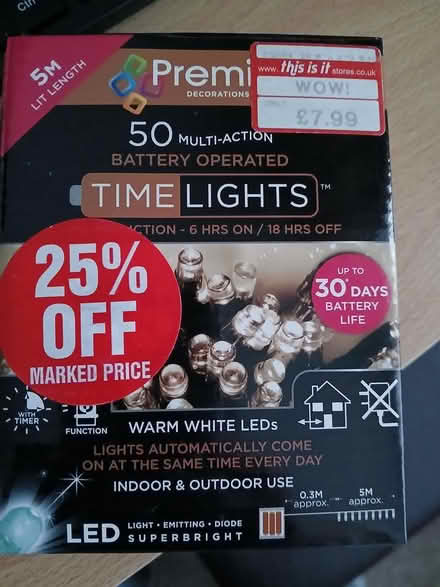 5M
LIT LENGTH
Premi
DECORATIONS
www.this is it stores.co.uk
WOW!
£7.99
50 MULTI-ACTION
BATTERY OPERATED
TIME LIGHTS™
- 6 HRS ON / 18 HRS OFF
25%
OFF
MARKED PRICE
UP TO
30* DAYS
BATTERY
LIFE
WITH
TIMER
FUNCTION
WARM WHITE LEDs
LIGHTS AUTOMATICALLY COME
ON AT THE SAME TIME EVERY DAY
INDOOR & OUTDOOR USE
0.3M
approx.
5M
approx.
LED LIGHT • EMITTING • DIODE
SUPERBRIGHT